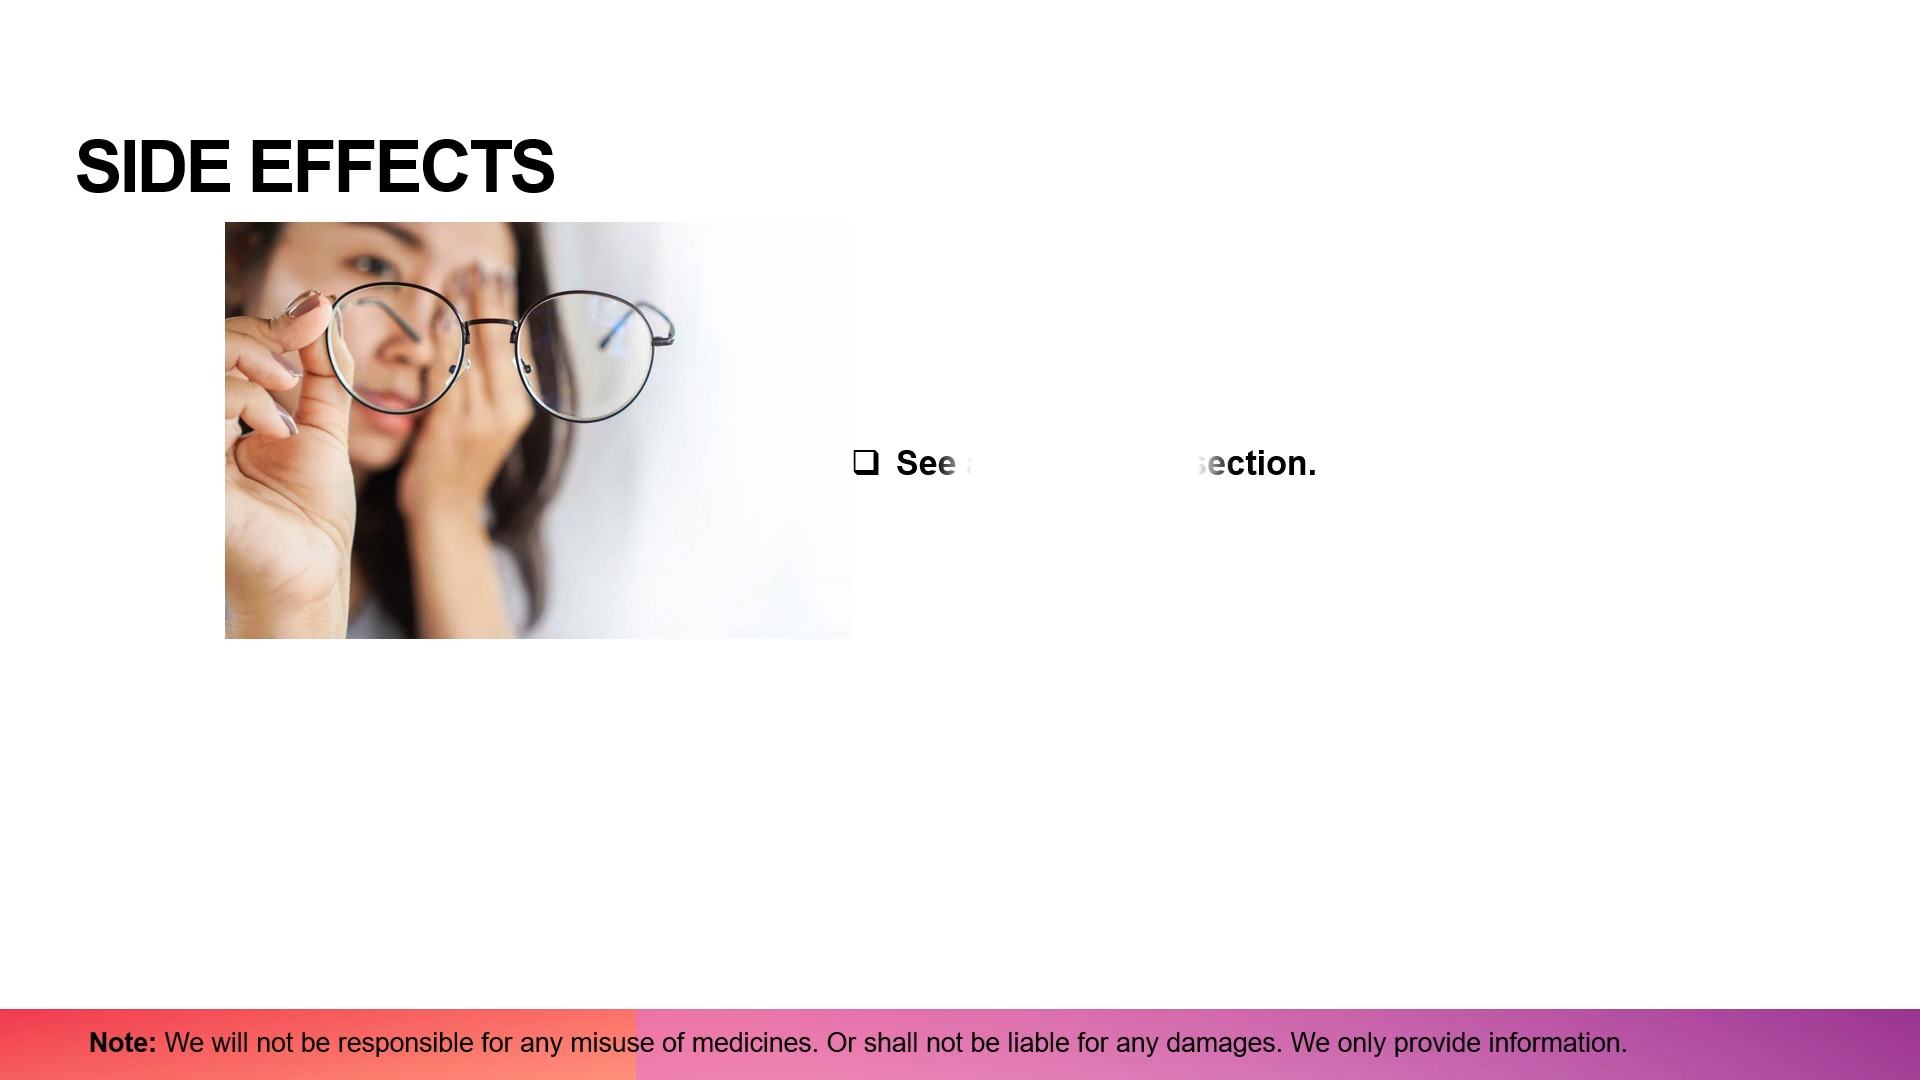 SIDE EFFECTS
❑ See section.
Note: We will not be responsible for any misuse of medicines. Or shall not be liable for any damages. We only provide information.